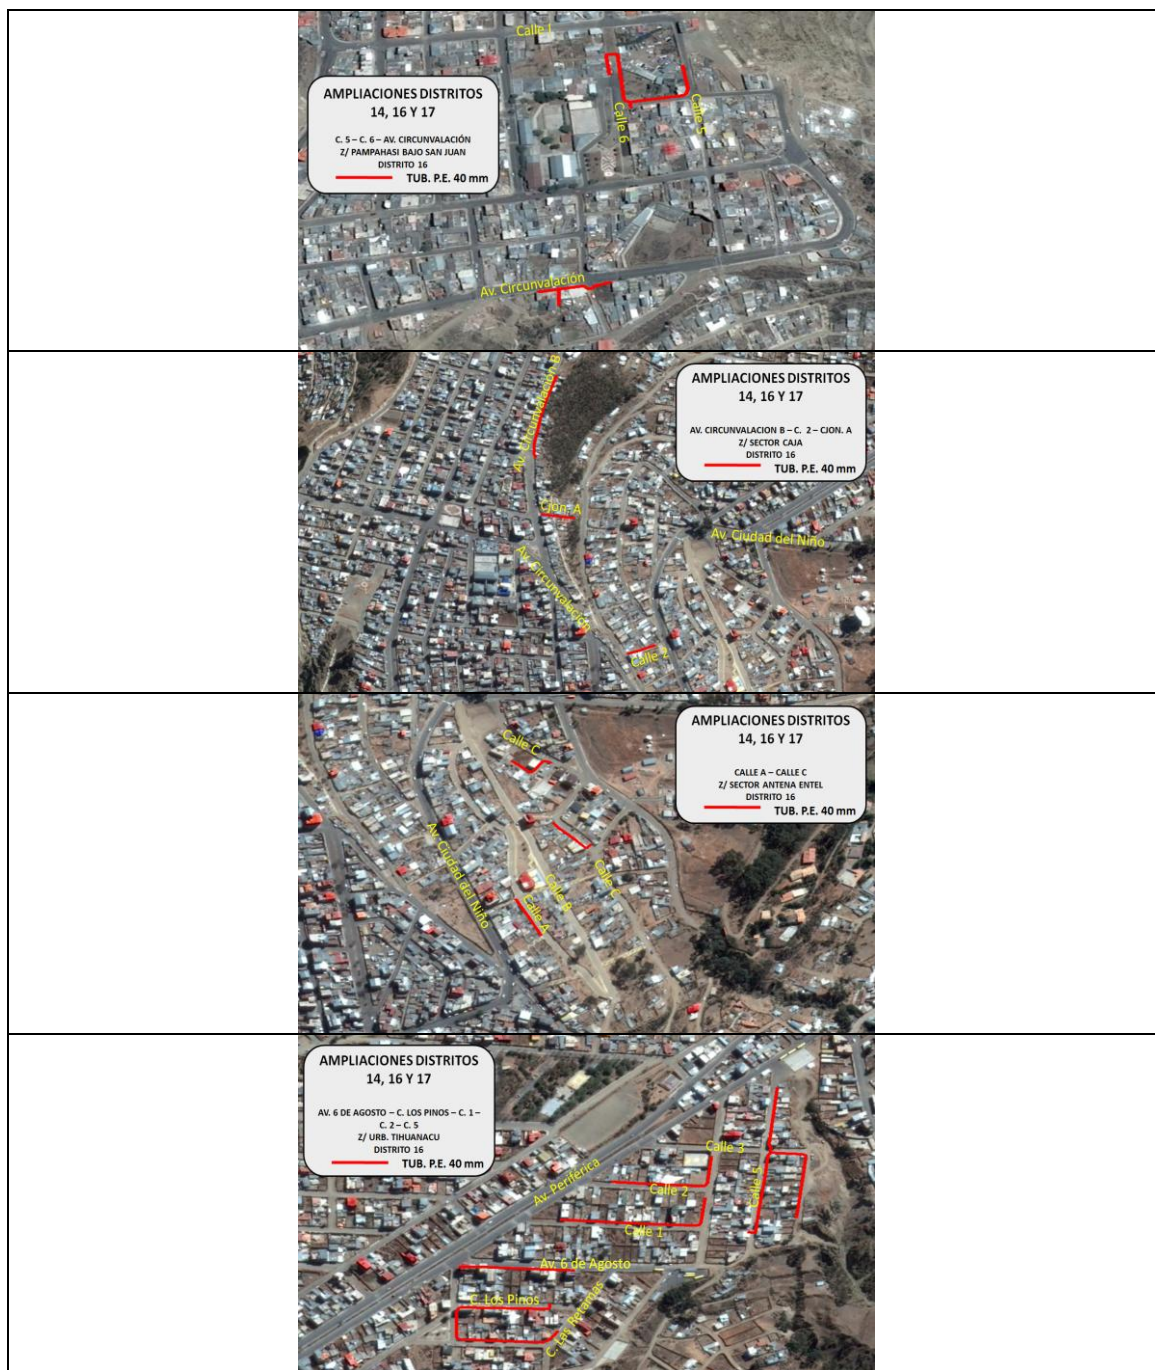 Calle I
AMPLIACIONES DISTRITOS
14, 16 Y 17
C. 5 – C. 6 – AV. CIRCUNVALACIÓN
Z/ PAMPAHASI BAJO SAN JUAN
DISTRITO 16
TUB. P.E. 40 mm
Calle 6
Calle 5
Av. Circunvalación
Av. Circunvalación B
AMPLIACIONES DISTRITOS
14, 16 Y 17
AV. CIRCUNVALACION B – C. 2 – CJON. A
Z/ SECTOR CAJA
DISTRITO 16
TUB. P.E. 40 mm
Cjon. A
Av. Ciudad del Niño
Av. Circunvalación
Calle 2
AMPLIACIONES DISTRITOS
14, 16 Y 17
CALLE A – CALLE C
Z/ SECTOR ANTENA ENTEL
DISTRITO 16
TUB. P.E. 40 mm
Calle C
Av. Ciudad del Niño
Calle B
Calle C
Calle A
AMPLIACIONES DISTRITOS
14, 16 Y 17
AV. 6 DE AGOSTO – C. LOS PINOS – C. 1 –
C. 2 – C. 5
Z/ URB. TIHUANACU
DISTRITO 16
TUB. P.E. 40 mm
Av. Periférica
Calle 3
Calle 2
Calle 5
Calle 1
Av. 6 de Agosto
C. Los Pinos
C. Las Retamas